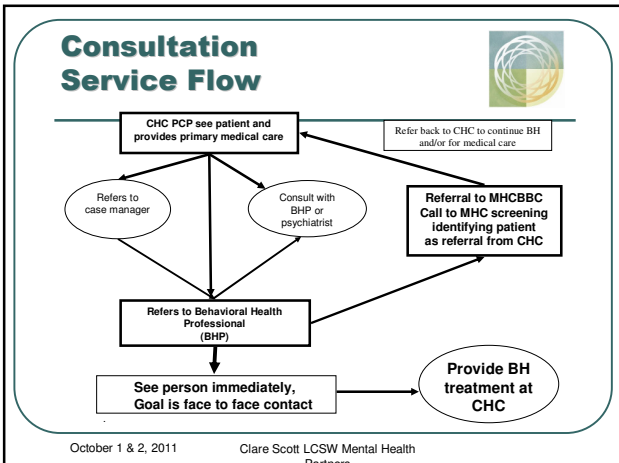 Consultation
Service Flow
CHC PCP see patient and
provides primary medical care
Refer back to CHC to continue BH
and/or for medical care
Refers to
case manager
Consult with
BHP or
psychiatrist
Referral to MHCBBC
Call to MHC screening
identifying patient
as referral from CHC
Refers to Behavioral Health
Professional
(BHP)
See person immediately,
Goal is face to face contact
Provide BH
treatment at
CHC
.
October 1 & 2, 2011
Clare Scott LCSW Mental Health
Partners